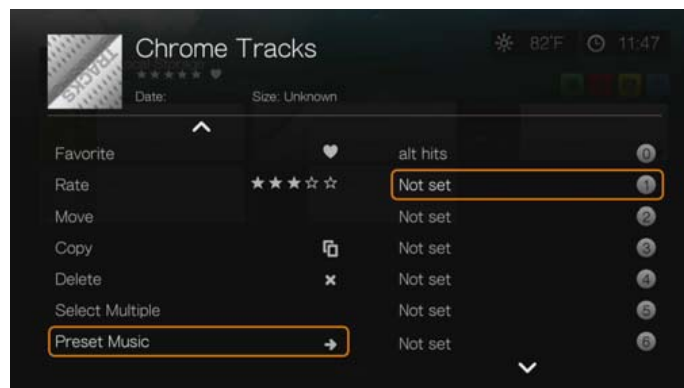 Chrome Tracks
82°F
11:47
TRACKS
Date:
Size: Unknown
Favorite
Rate
Move
Copy
Delete
Select Multiple
Preset Music
alt hits 0
Not set 1
Not set 2
Not set 3
Not set 4
Not set 5
Not set 6